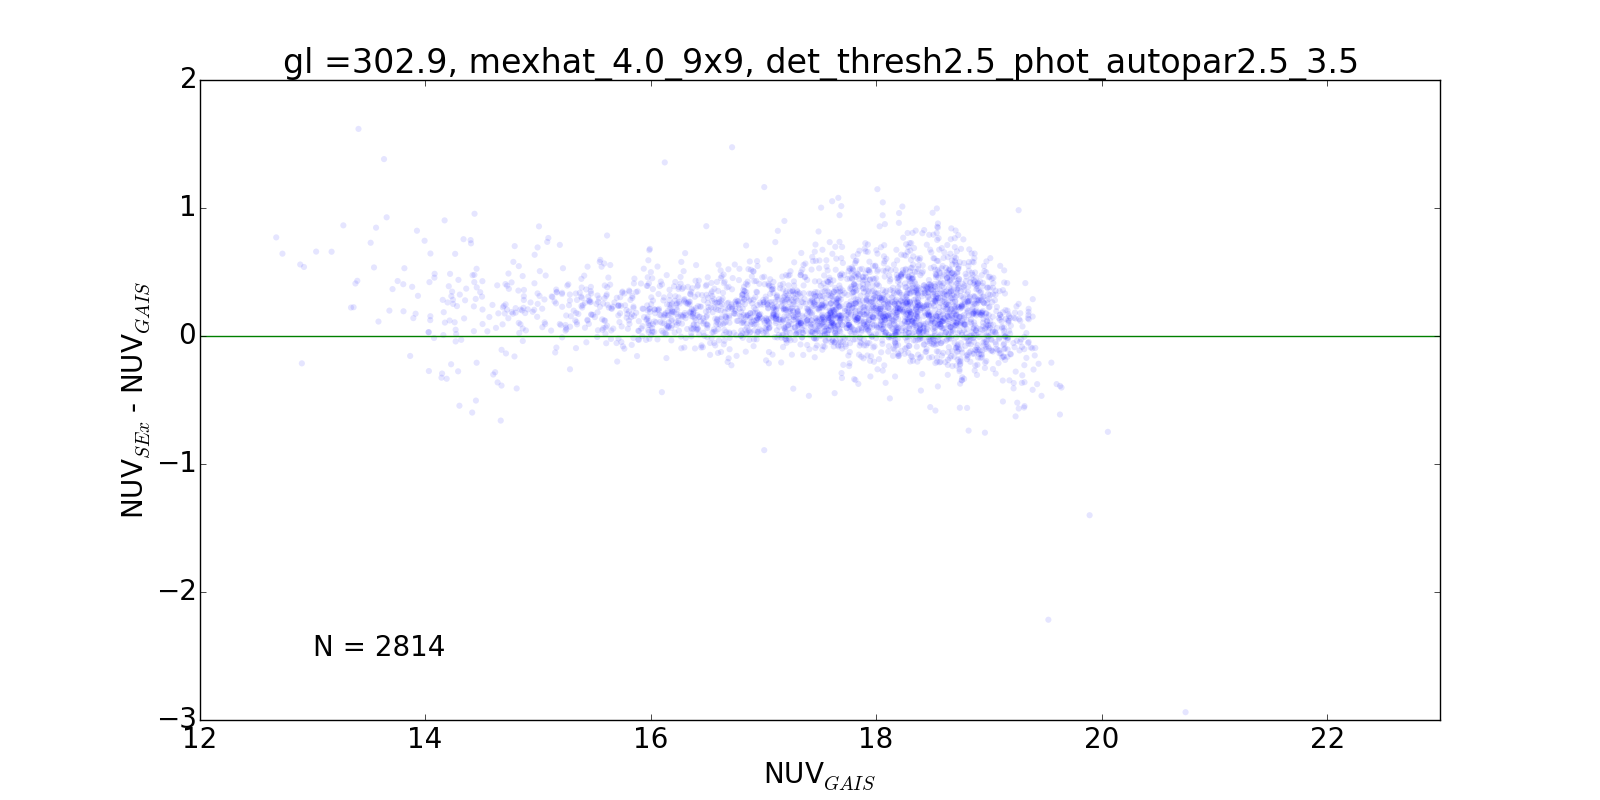 gl =302.9, mexhat_4.0_9x9, det_thresh2.5_phot_autopar2.5_3.5
2
1
0
−1
−2
−3
NUV_SEx - NUV_GAIS
N = 2814
12 14 16 18 20 22
NUV_GAIS